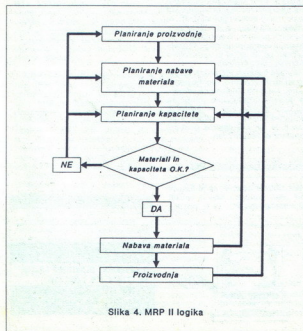 Planiranje proizvodnje
Planiranje nabave
materiala
Planiranje kapacitete
Materiali in
kapaciteta O.K.?
NE
DA
Nabava materiala
Proizvodnja
Slika 4. MRP II logika